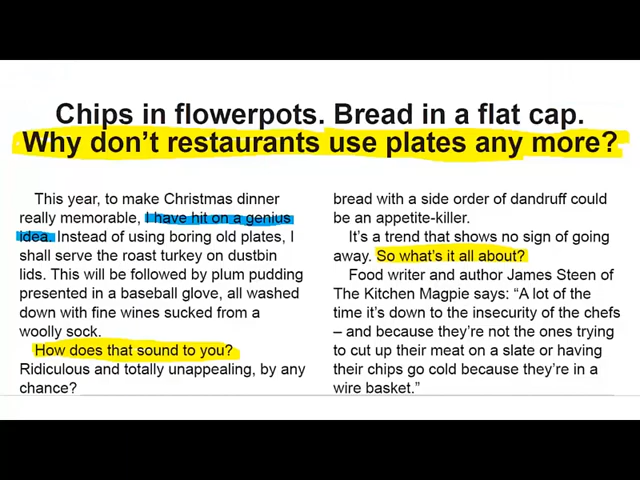 Chips in flowerpots. Bread in a flat cap.
Why don't restaurants use plates any more?
This year, to make Christmas dinner
really memorable, I have hit on a genius
idea. Instead of using boring old plates, I
shall serve the roast turkey on dustbin
lids. This will be followed by plum pudding
presented in a baseball glove, all washed
down with fine wines sucked from a
woolly sock.
How does that sound to you?
Ridiculous and totally unappealing, by any
chance?
bread with a side order of dandruff could
be an appetite-killer.
It's a trend that shows no sign of going
away. So what's it all about?
Food writer and author James Steen of
The Kitchen Magpie says: “A lot of the
time it's down to the insecurity of the chefs
– and because they're not the ones trying
to cut up their meat on a slate or having
their chips go cold because they're in a
wire basket.”